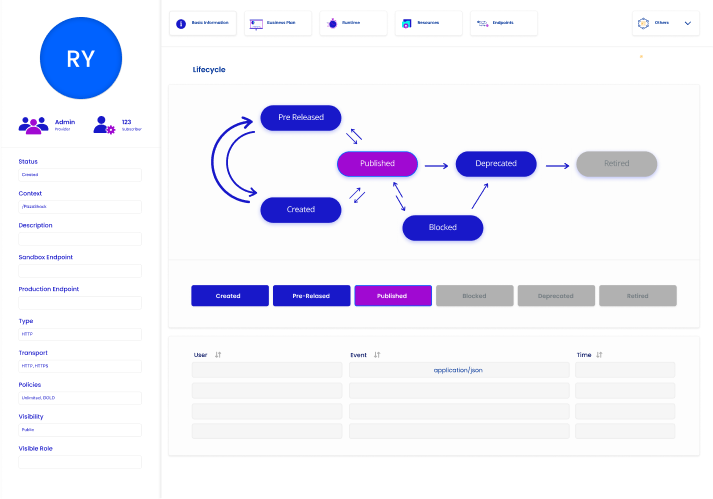 RY
Admin
Provider
123
Subscriber
Status
Created
Context
/PizzaShack
Description
Sandbox Endpoint
Production Endpoint
Type
HTTP
Transport
HTTP, HTTPS
Policies
Unlimited, GOLD
Visibility
Public
Visible Role
Basic Information
Business Plan
Runtime
Resources
Endpoints
Others
Lifecycle
Pre Released
Published
Deprecated
Retired
Created
Blocked
Created
Pre-Relased
Published
Blocked
Deprecated
Retired
User
Event
Time
application/json